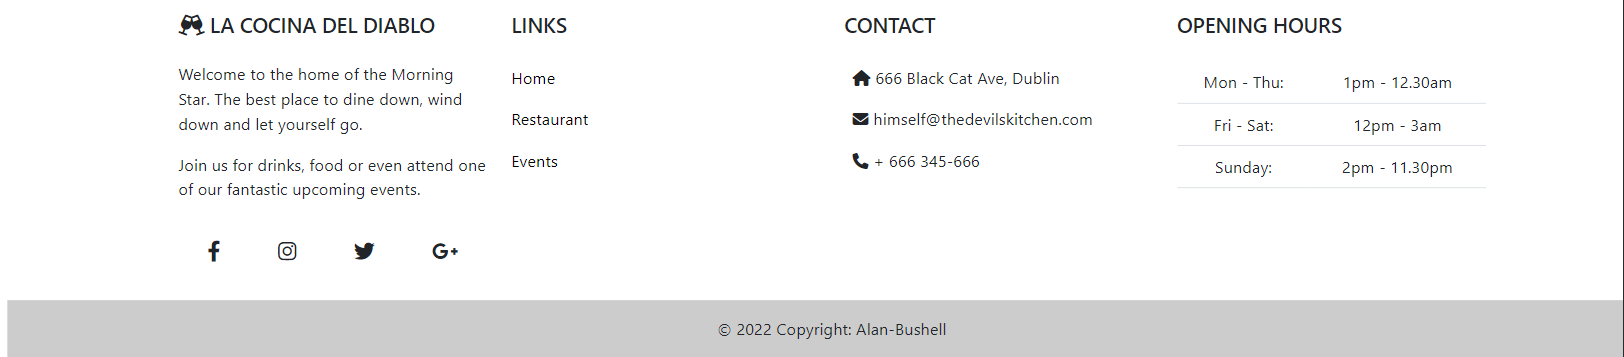 LA COCINA DEL DIABLO
Welcome to the home of the Morning
Star. The best place to dine down, wind
down and let yourself go.
Join us for drinks, food or even attend one
of our fantastic upcoming events.
LINKS
Home
Restaurant
Events
CONTACT
666 Black Cat Ave, Dublin
himself@thedevilskitchen.com
+ 666 345-666
OPENING HOURS
Mon - Thu: 1pm - 12.30am
Fri - Sat: 12pm - 3am
Sunday: 2pm - 11.30pm
© 2022 Copyright: Alan-Bushell